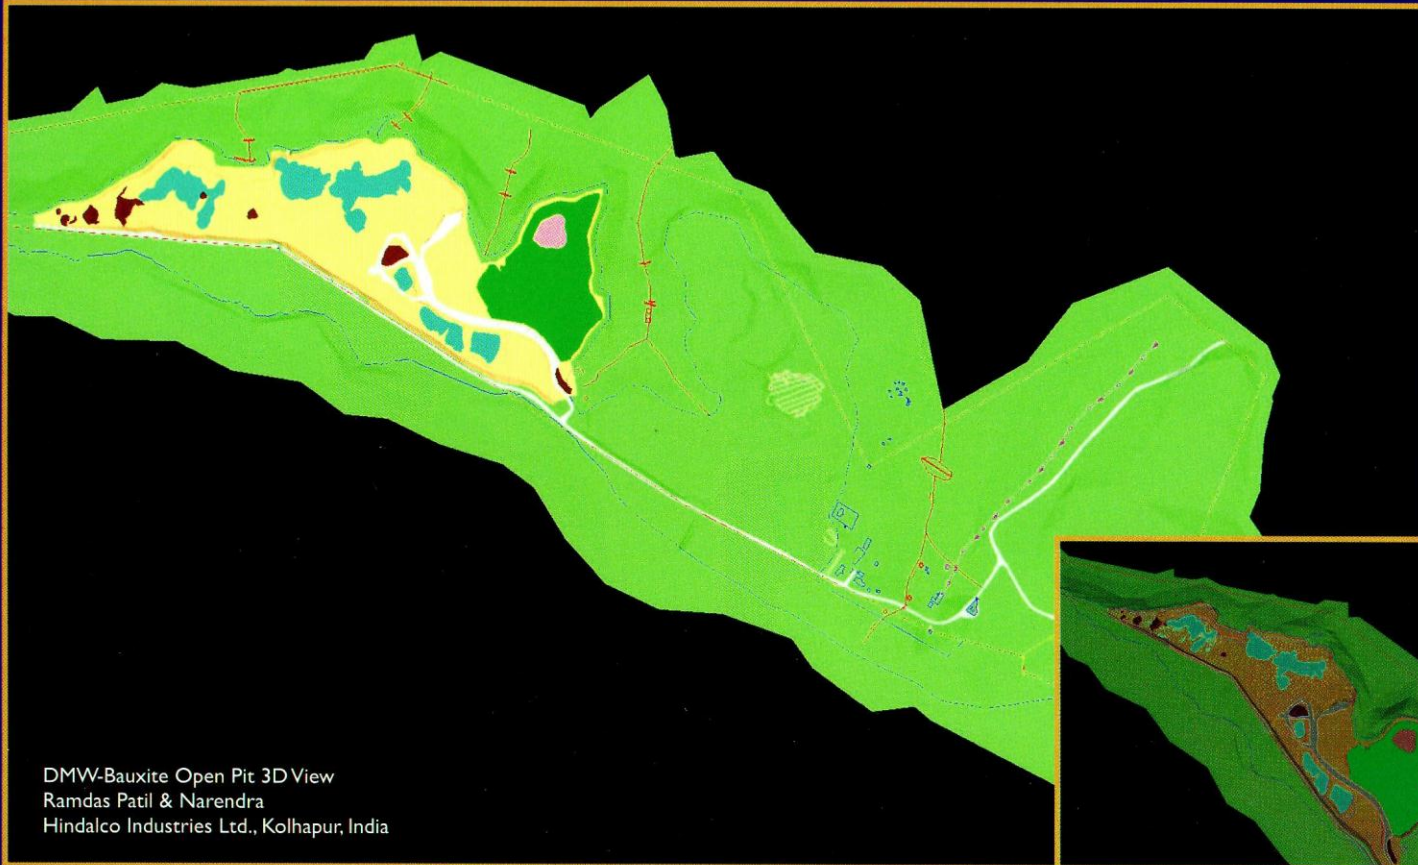 DMW-Bauxite Open Pit 3D View
Ramdas Patil & Narendra
Hindalco Industries Ltd., Kolhapur, India